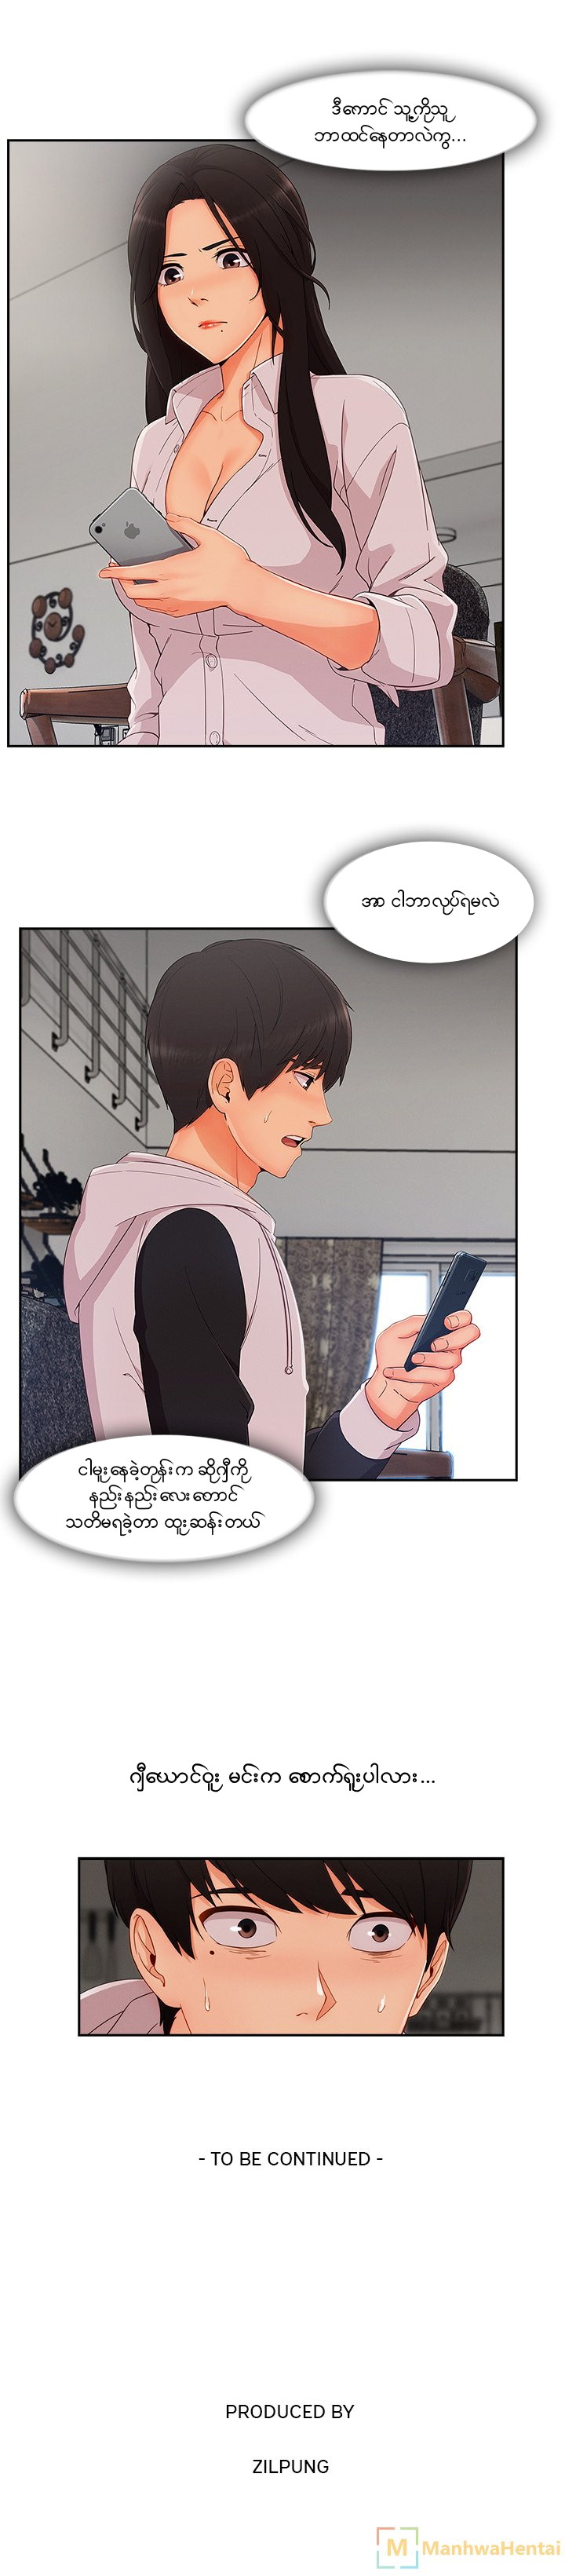 ဒီကောင် သူ့ကိုသူ
ဘာထင်နေတာလဲကွ...
အာ ငါဘာလုပ်ရမလဲ
ငါမူးနေခဲ့တုန်းက ဆိုဂျီကို
နည်းနည်းလေးတောင်
သတိမရခဲ့တာ ထူးဆန်းတယ်
ဂျီယောင်ဝူး မင်းက စောက်ရူးပါလား...
- TO BE CONTINUED -
PRODUCED BY
ZILPUNG
M ManhwaHentai